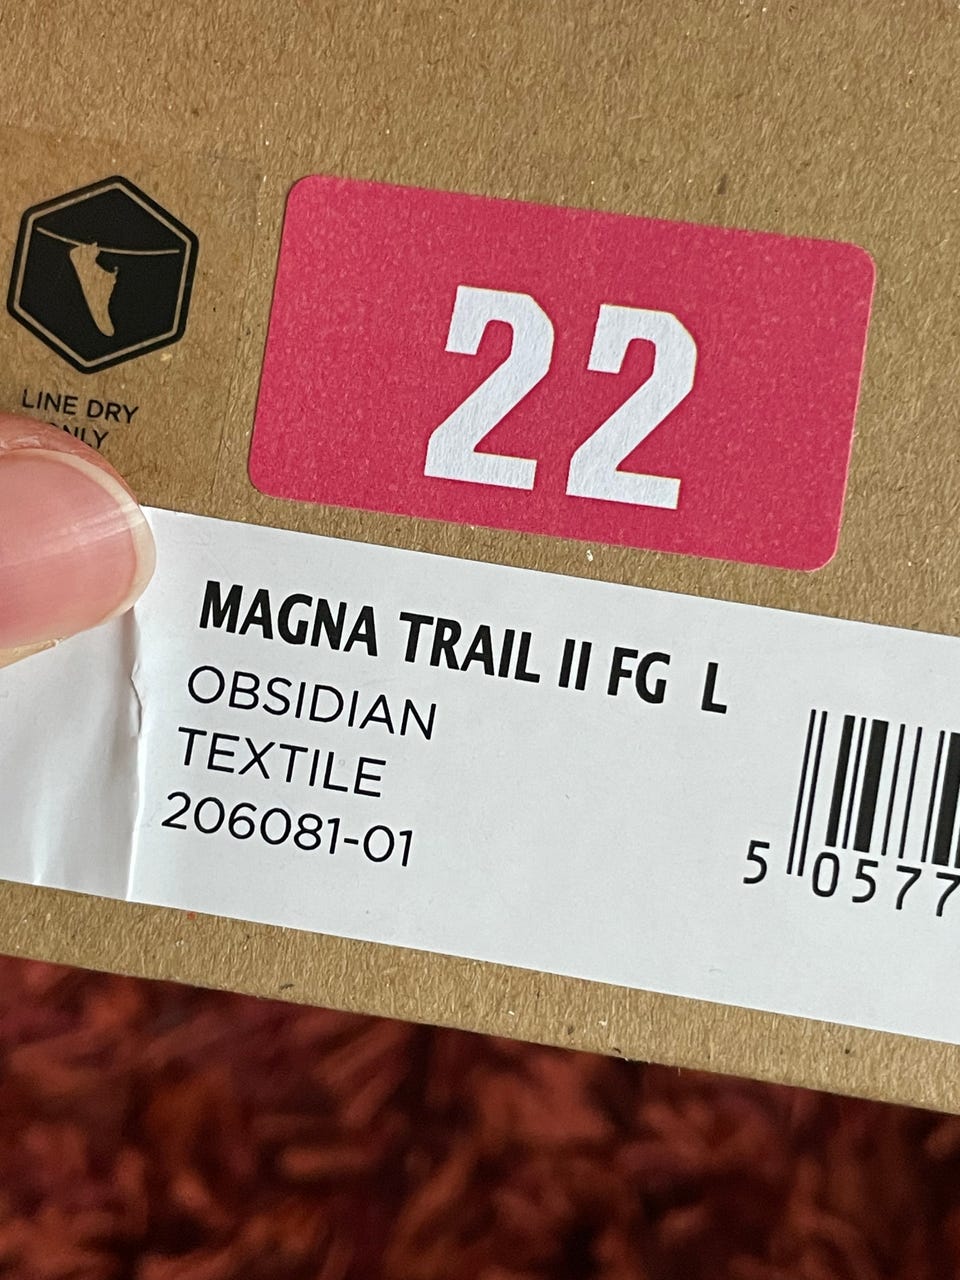 LINE DRY
ONLY
22
MAGNA TRAIL II FG L
OBSIDIAN
TEXTILE
206081-01
5 0577